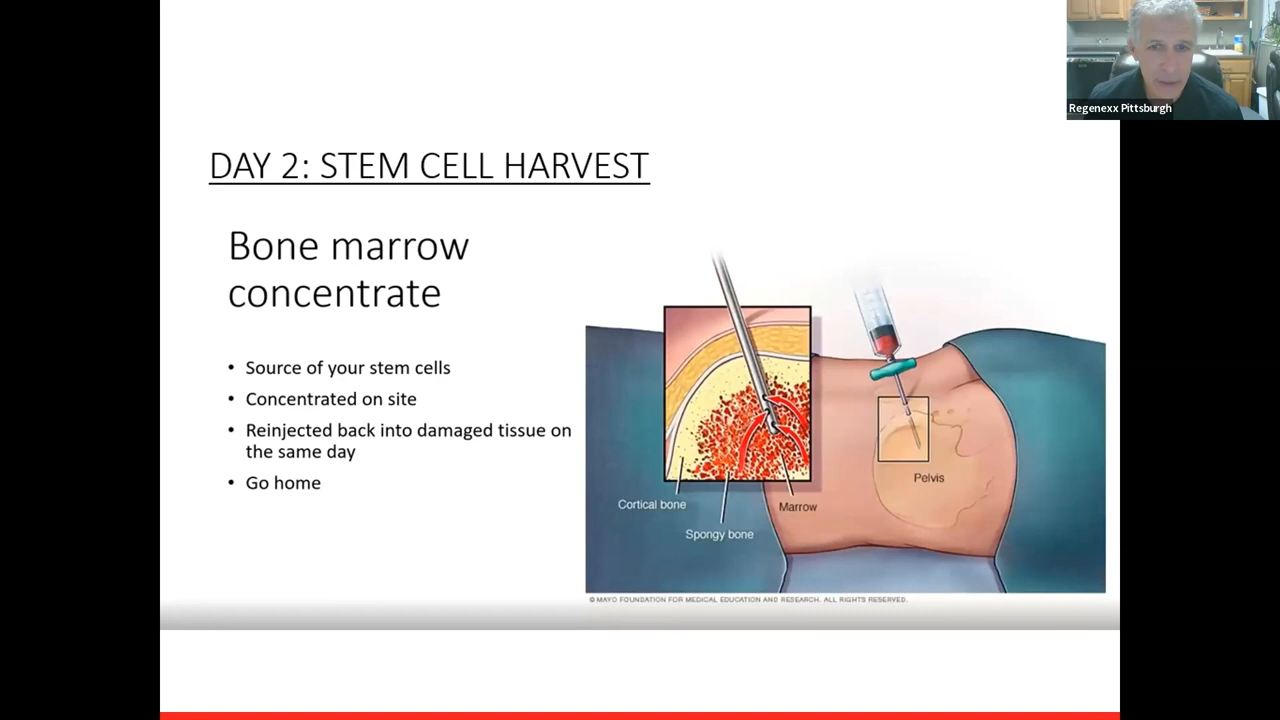 Regenexx Pittsburgh
DAY 2: STEM CELL HARVEST
Bone marrow
concentrate
• Source of your stem cells
• Concentrated on site
• Reinjected back into damaged tissue on
the same day
• Go home
Cortical bone
Spongy bone
Marrow
Pelvis
© MAYO FOUNDATION FOR MEDICAL EDUCATION AND RESEARCH. ALL RIGHTS RESERVED.